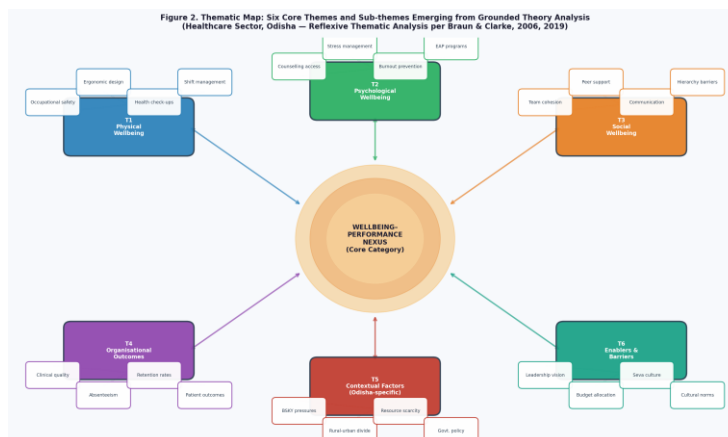 Figure 2. Thematic Map: Six Core Themes and Sub-themes Emerging from Grounded Theory Analysis
(Healthcare Sector, Odisha — Reflexive Thematic Analysis per Braun & Clarke, 2006, 2019)
Stress management
EAP programs
Counselling access
Burnout prevention
T2
Psychological
Wellbeing
Ergonomic design
Shift management
Occupational safety
Health check-ups
T1
Physical
Wellbeing
Peer support
Hierarchy barriers
Team cohesion
Communication
T3
Social
Wellbeing
WELLBEING-
PERFORMANCE
NEXUS
(Core Category)
T4
Organisational
Outcomes
Clinical quality
Retention rates
Absenteeism
Patient outcomes
T5
Contextual Factors
(Odisha-specific)
BSKY pressures
Resource scarcity
Rural-urban divide
Govt. policy
T6
Enablers &
Barriers
Leadership vision
Seva culture
Budget allocation
Cultural norms